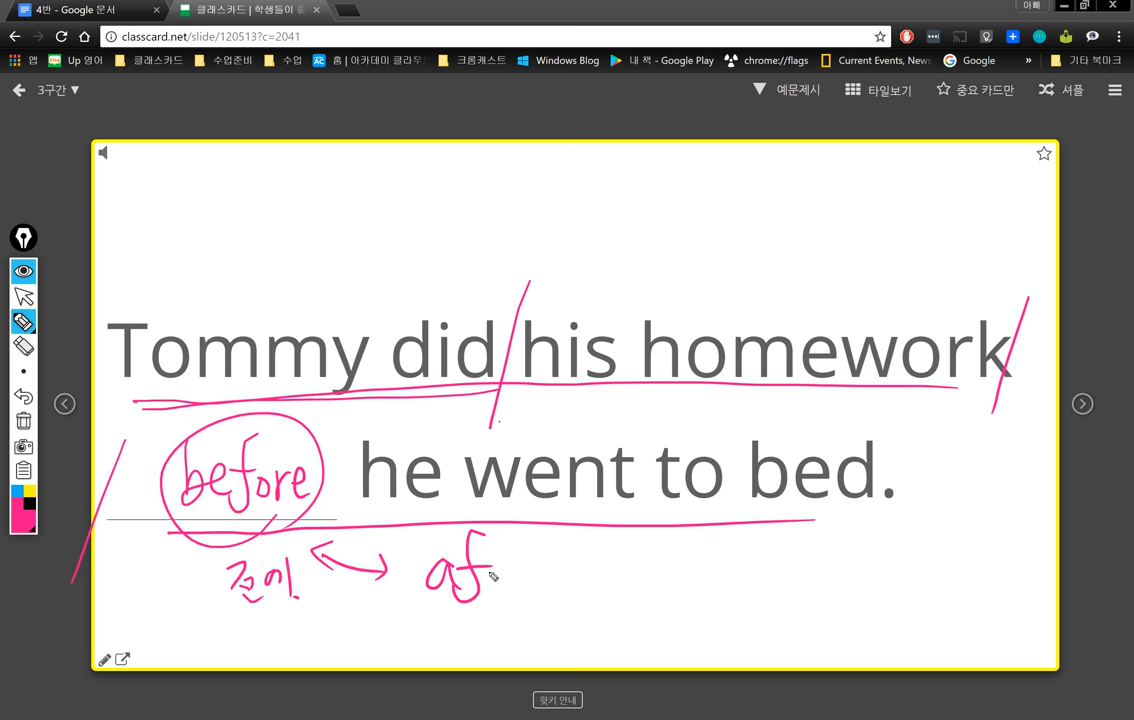 4반 - Google 문서
클래스카드 | 학생들이 활
아빠
classcard.net/slide/120513?c=2041
앱 Up 영어 클래스카드 수업준비 수업 AC 홈 | 아카데미 클라우 크롬캐스트 Windows Blog 내 책 - Google Play chrome://flags Current Events, News Google » 기타 북마크
3구간 ▼ ▼ 예문제시 타일보기 중요 카드만 셔플
Tommy did his homework
before he went to bed.
전에 af
핫키 안내